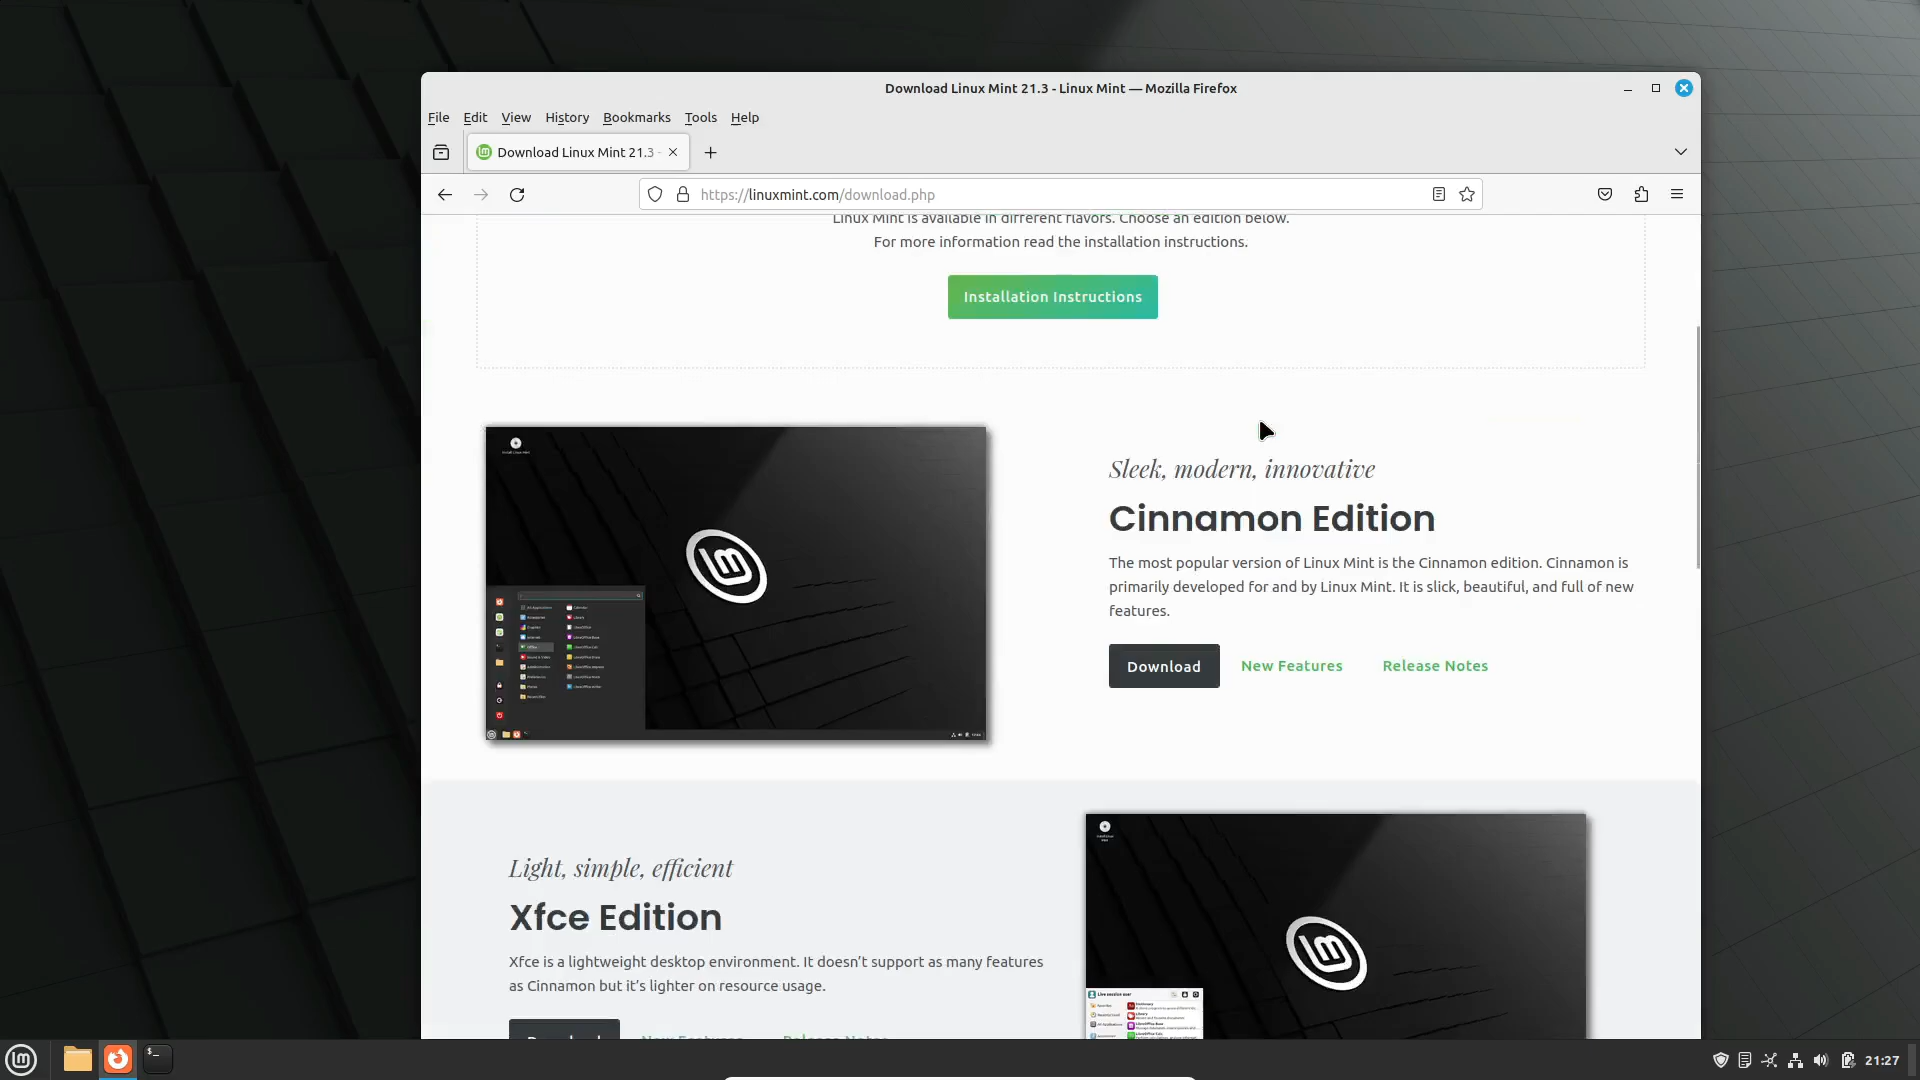 Download Linux Mint 21.3 - Linux Mint — Mozilla Firefox
File Edit View History Bookmarks Tools Help
Download Linux Mint 21.3 -
https://linuxmint.com/download.php
Linux Mint is available in different flavors. Choose an edition below.
For more information read the installation instructions.
Installation Instructions
Sleek, modern, innovative
Cinnamon Edition
The most popular version of Linux Mint is the Cinnamon edition. Cinnamon is
primarily developed for and by Linux Mint. It is slick, beautiful, and full of new
features.
Download New Features Release Notes
Light, simple, efficient
Xfce Edition
Xfce is a lightweight desktop environment. It doesn’t support as many features
as Cinnamon but it’s lighter on resource usage.
Download New Features Release Notes
21:27